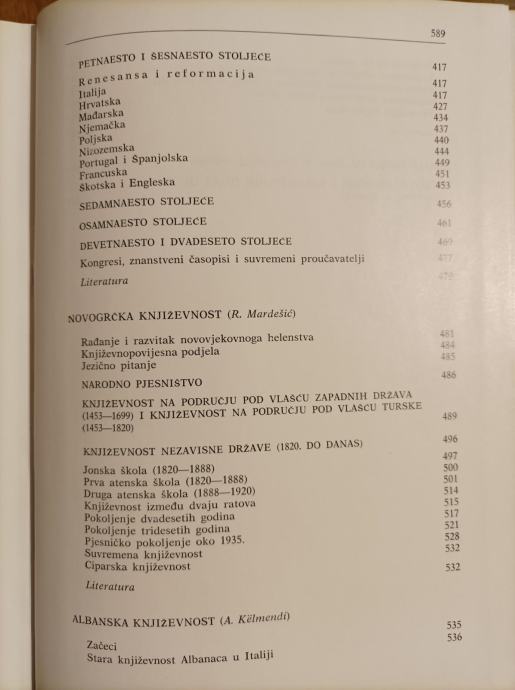 589
PETNAESTO I ŠESNAESTO STOLJEĆE 417
Renesansa i reformacija 417
Italija 417
Hrvatska 427
Mađarska 434
Njemačka 437
Poljska 440
Nizozemska 444
Portugal i Španjolska 449
Francuska 451
Škotska i Engleska 453
SEDAMNAESTO STOLJEĆE 456
OSAMNAESTO STOLJEĆE 461
DEVETNAESTO I DVADESETO STOLJEĆE 469
Kongresi, znanstveni časopisi i suvremeni proučavatelji 477
Literatura 479
NOVOGRČKA KNJIŽEVNOST (R. Mardešić)
Rađanje i razvitak novovjekovnoga helenstva 481
Književnopovijesna podjela 484
Jezično pitanje 485
NARODNO PJESNIŠTVO 486
KNJIŽEVNOST NA PODRUČJU POD VLAŠĆU ZAPADNIH DRŽAVA
(1453—1699) I KNJIŽEVNOST NA PODRUČJU POD VLAŠĆU TURSKE
(1453—1820) 489
KNJIŽEVNOST NEZAVISNE DRŽAVE (1820. DO DANAS) 496
Jonska škola (1820—1888) 497
Prva atenska škola (1820—1888) 500
Druga atenska škola (1888—1920) 501
Književnost između dvaju ratova 514
Pokoljenje dvadesetih godina 515
Pokoljenje tridesetih godina 517
Pjesničko pokoljenje oko 1935. 521
Suvremena književnost 528
Ciparska književnost 532
Literatura 532
ALBANSKA KNJIŽEVNOST (A. Këlmendi)
Začeci 535
Stara književnost Albanaca u Italiji 536